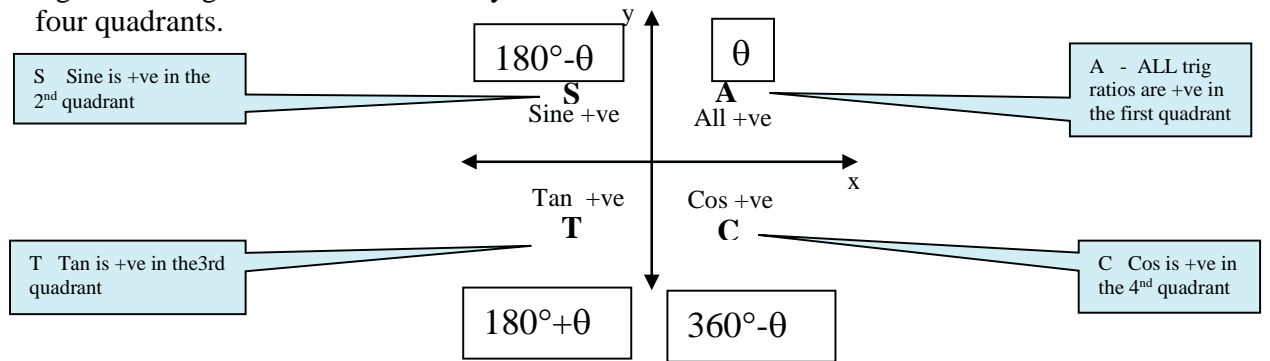 four quadrants.
y
180°-θ
θ
S Sine is +ve in the
2nd quadrant
S
Sine +ve
A
All +ve
A - ALL trig
ratios are +ve in
the first quadrant
x
Tan +ve
T
Cos +ve
C
T Tan is +ve in the3rd
quadrant
C Cos is +ve in
the 4nd quadrant
180°+θ
360°-θ